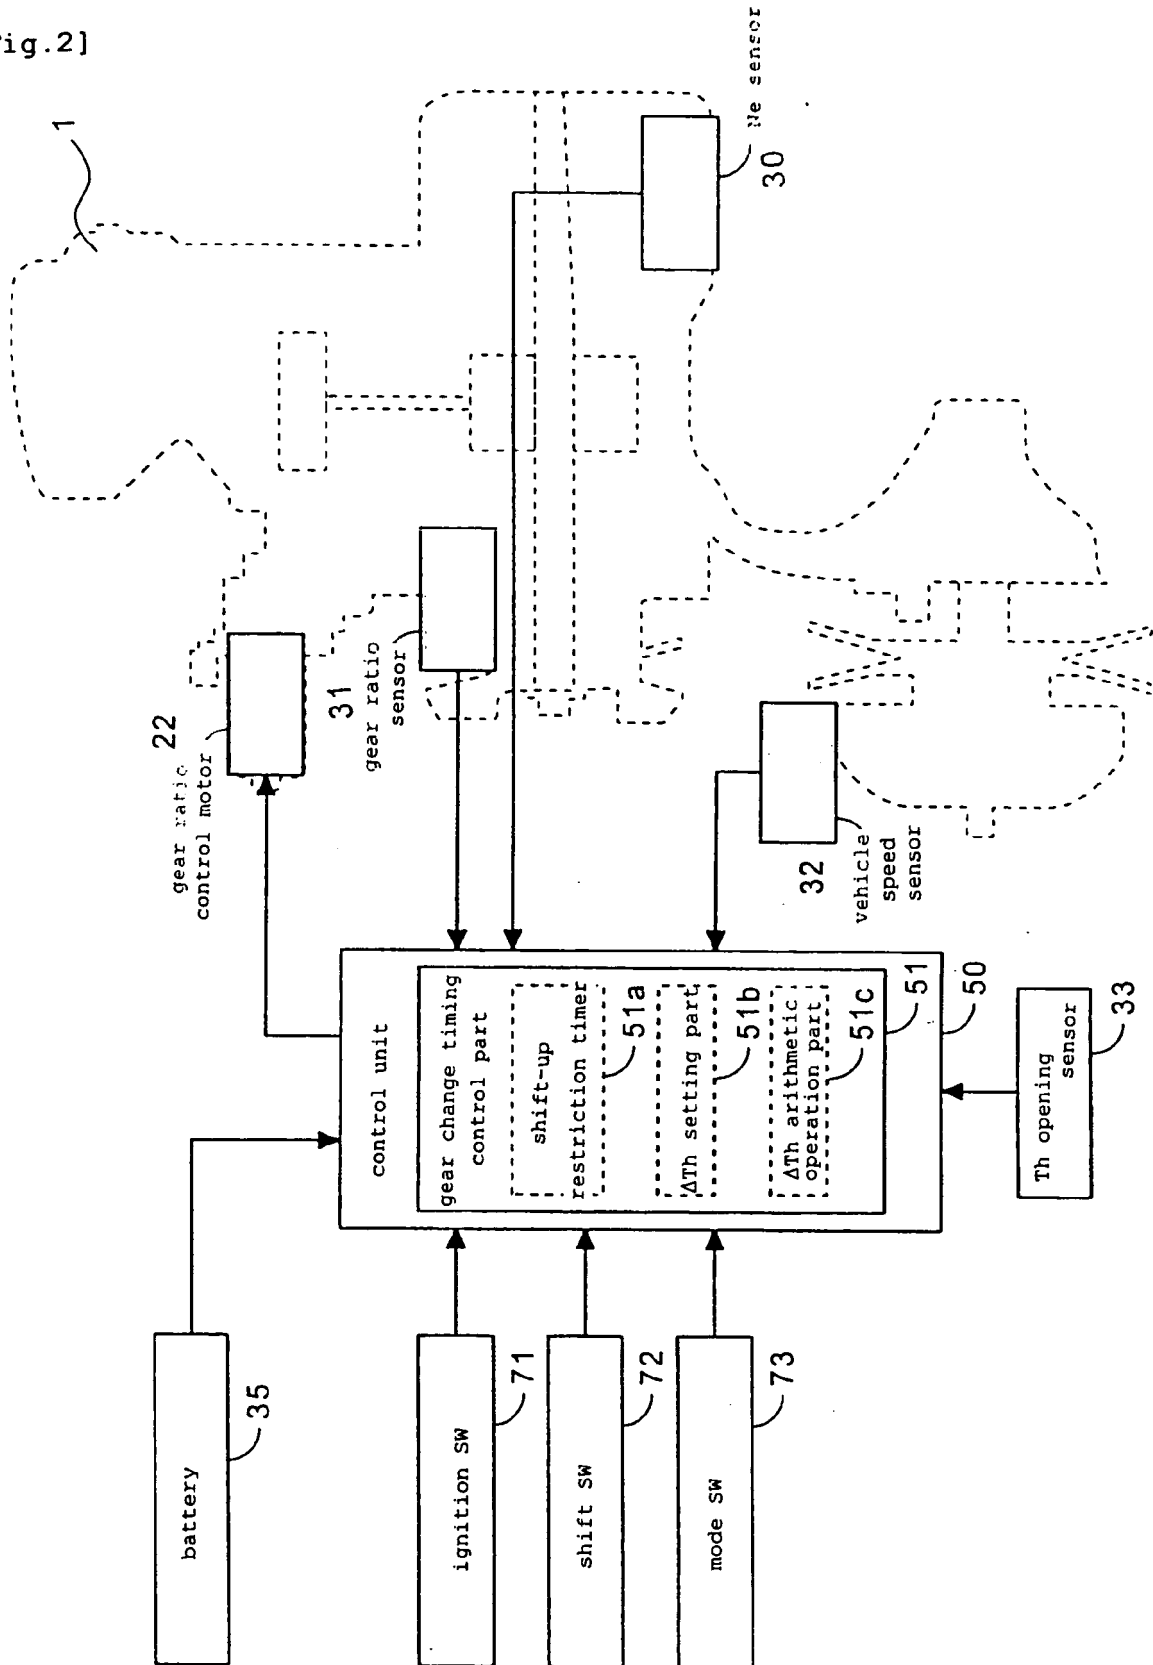 ig.2]
1
Ne sensor
30
22
gear ratio
control motor
31
gear ratio
sensor
32
vehicle
speed
sensor
control unit
gear change timing
control part
shift-up
restriction timer
51a
ΔTh setting part
51b
ΔTh arithmetic
operation part
51c
51
50
Th opening
sensor
33
battery
35
ignition SW
71
shift SW
72
mode SW
73